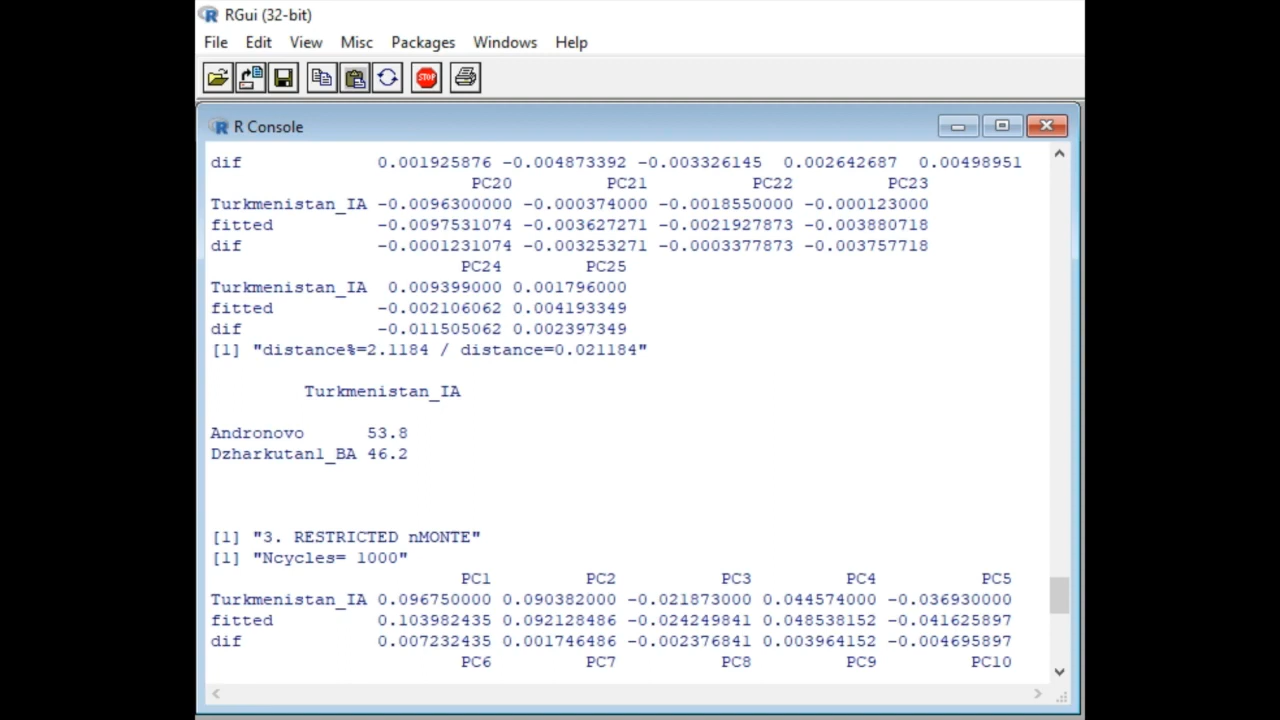 RGui (32-bit)
File Edit View Misc Packages Windows Help
STOP
R Console
dif 0.001925876 -0.004873392 -0.003326145 0.002642687 0.00498951
PC20 PC21 PC22 PC23
Turkmenistan_IA -0.0096300000 -0.000374000 -0.0018550000 -0.000123000
fitted -0.0097531074 -0.003627271 -0.0021927873 -0.003880718
dif -0.0001231074 -0.003253271 -0.0003377873 -0.003757718
PC24 PC25
Turkmenistan_IA 0.009399000 0.001796000
fitted -0.002106062 0.004193349
dif -0.011505062 0.002397349
[1] "distance%=2.1184 / distance=0.021184"
Turkmenistan_IA
Andronovo 53.8
Dzharkutan1_BA 46.2
[1] "3. RESTRICTED nMONTE"
[1] "Ncycles= 1000"
PC1 PC2 PC3 PC4 PC5
Turkmenistan_IA 0.096750000 0.090382000 -0.021873000 0.044574000 -0.036930000
fitted 0.103982435 0.092128486 -0.024249841 0.048538152 -0.041625897
dif 0.007232435 0.001746486 -0.002376841 0.003964152 -0.004695897
PC6 PC7 PC8 PC9 PC10